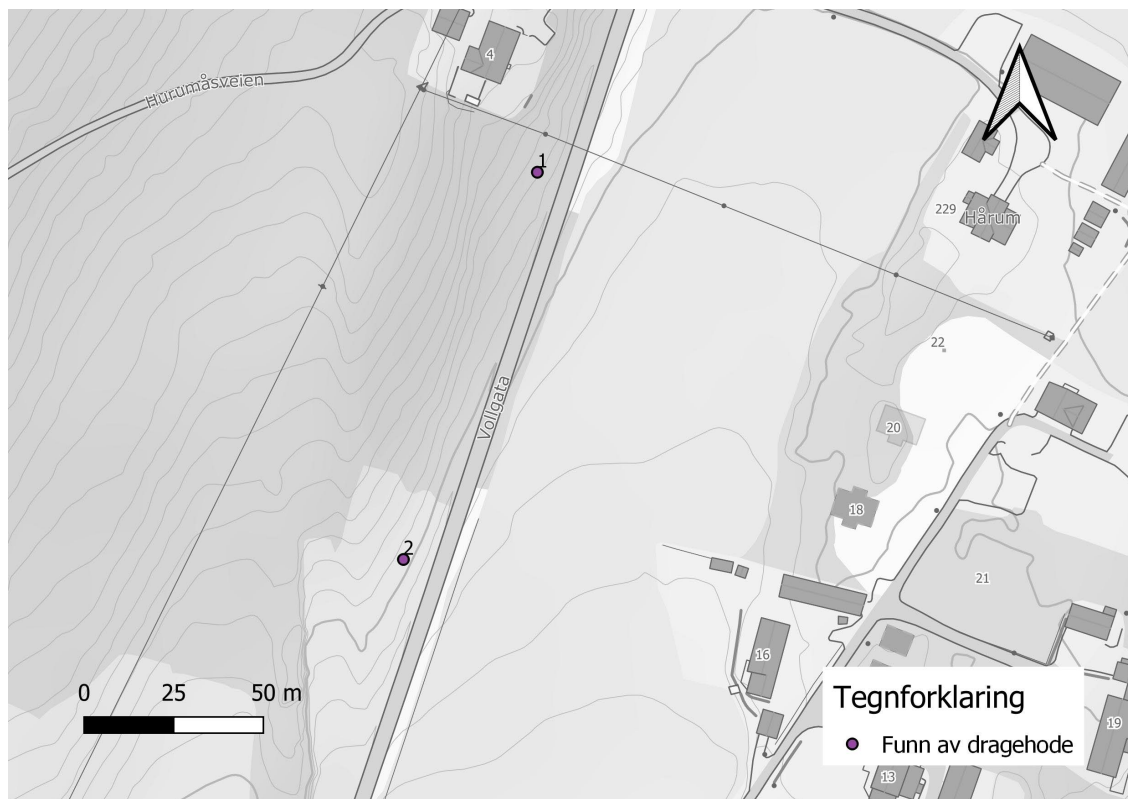 4
Hurumåsveien
1
229
Hårum
22
Vollgata
20
18
2
21
16
0 25 50 m
Tegnforklaring
Funn av dragehode
19
13